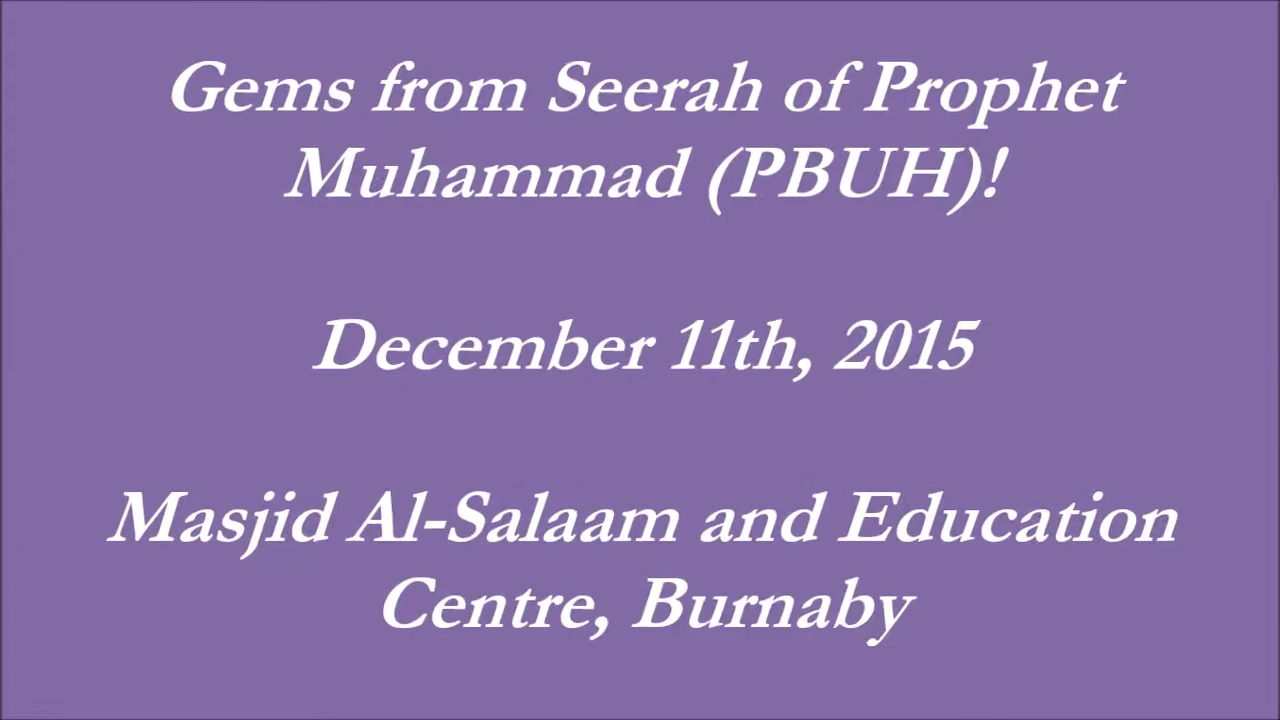 Gems from Seerah of Prophet
Muhammad (PBUH)!
December 11th, 2015
Masjid Al-Salaam and Education
Centre, Burnaby